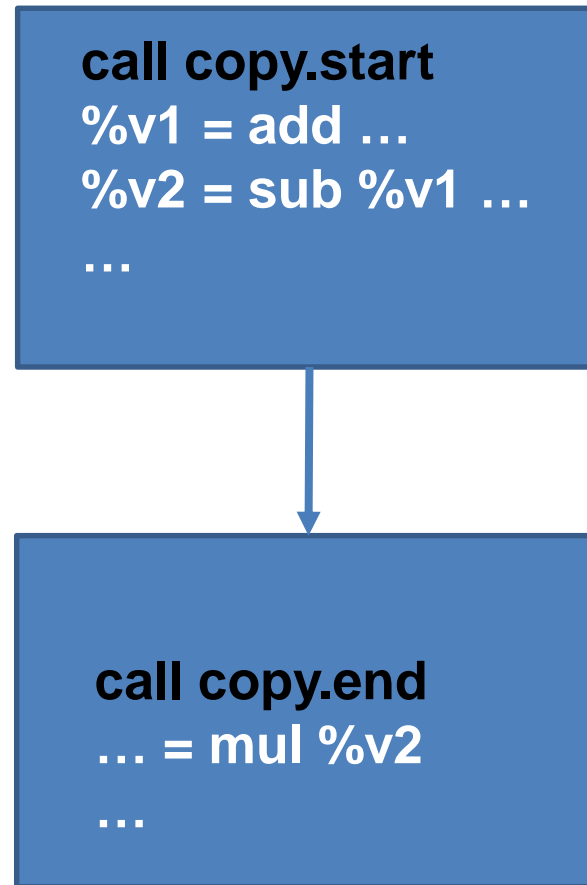 call copy.start
%v1 = add …
%v2 = sub %v1 …
…
call copy.end
… = mul %v2
…